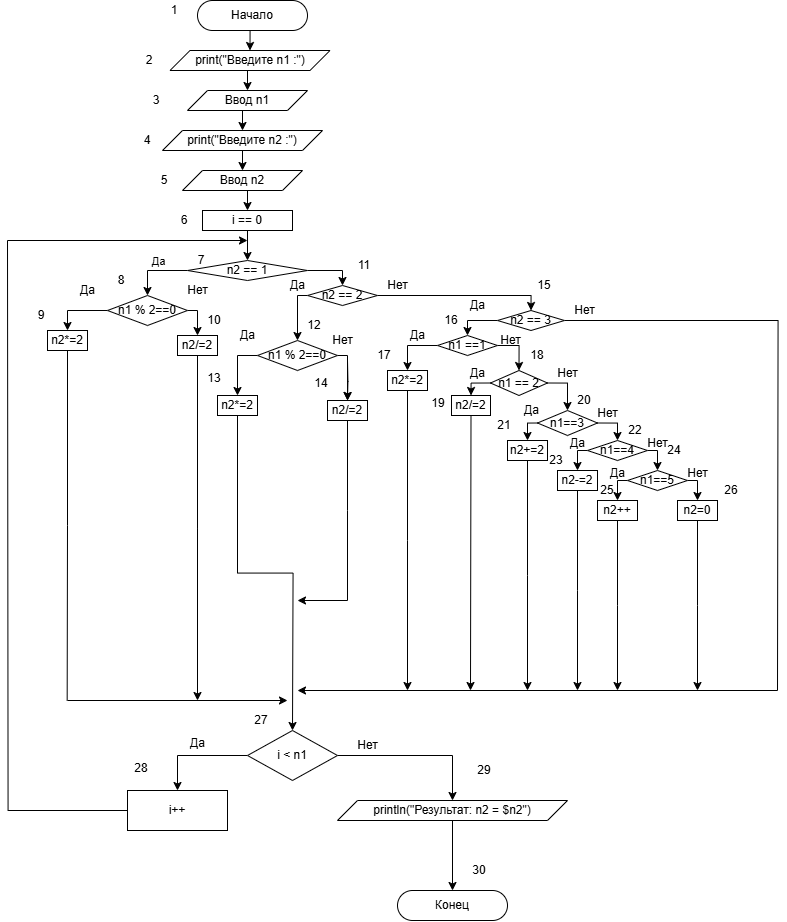 1
Начало
2
print("Введите n1 :")
3
Ввод n1
4
print("Введите n2 :")
5
Ввод n2
6
i == 0
7
n2 == 1
Да
8
n1 % 2==0
Да
Нет
9
n2*=2
10
n2/=2
11
n2 == 2
Да
Нет
12
n1 % 2==0
Да
Нет
13
n2*=2
14
n2/=2
15
n2 == 3
Да
Нет
16
n1 ==1
Да
Нет
17
n2*=2
18
n1 == 2
Да
Нет
19
n2/=2
20
n1==3
Да
Нет
21
n2+=2
22
n1==4
Да
Нет
23
n2-=2
24
n1==5
Да
Нет
25
n2++
26
n2=0
27
i < n1
Да
Нет
28
i++
29
println("Результат: n2 = $n2")
30
Конец